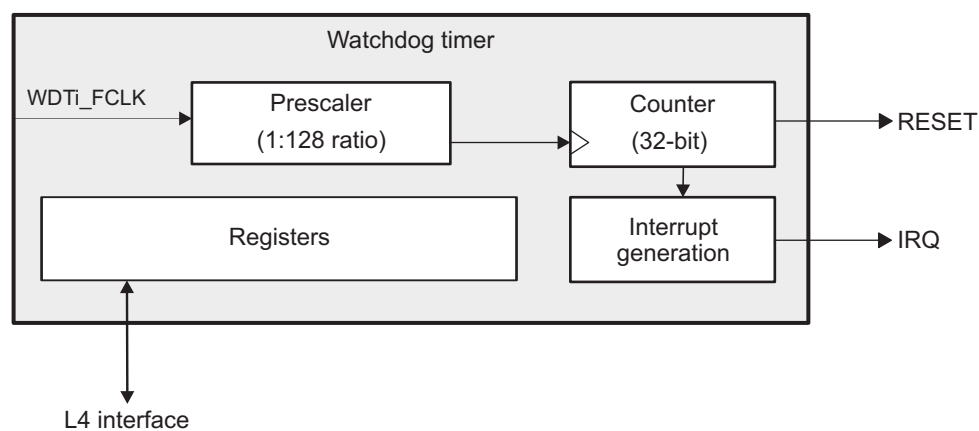 Watchdog timer
WDTi_FCLK
Prescaler
(1:128 ratio)
Counter
(32-bit)
RESET
Registers
Interrupt
generation
IRQ
L4 interface